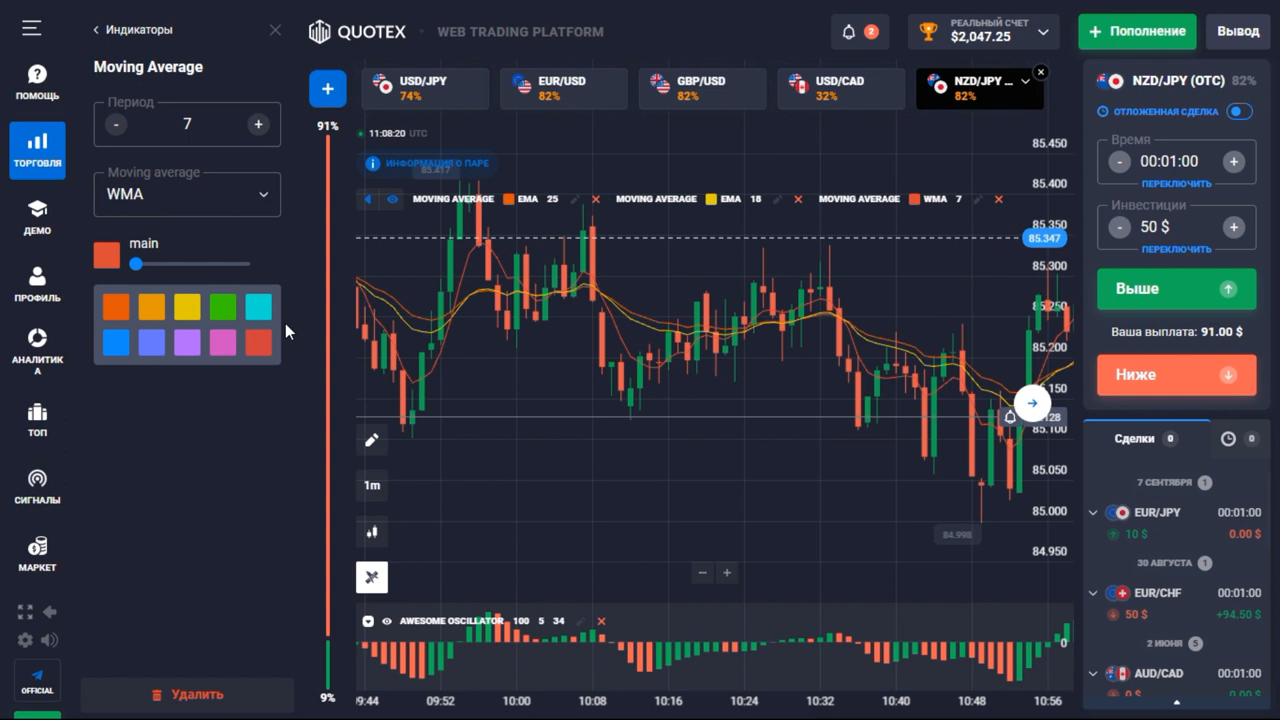 Индикаторы
Moving Average
Период
-
7
+
Moving average
WMA
main
Удалить
ПОМОЩЬ
ТОРГОВЛЯ
ДЕМО
ПРОФИЛЬ
АНАЛИТИК
А
ТОП
СИГНАЛЫ
МАРКЕТ
OFFICIAL
QUOTEX
WEB TRADING PLATFORM
2
РЕАЛЬНЫЙ СЧЕТ
$2,047.25
+ Пополнение
Вывод
+
USD/JPY
74%
EUR/USD
82%
GBP/USD
82%
USD/CAD
32%
NZD/JPY ...
82%
91%
9%
11:08:20 UTC
ИНФОРМАЦИЯ О ПАРЕ
85.417
MOVING AVERAGE EMA 25
MOVING AVERAGE EMA 18
MOVING AVERAGE WMA 7
85.450
85.400
85.350
85.347
85.300
85.250
85.200
85.100
85.050
85.000
84.950
84.998
1m
- +
AWESOME OSCILLATOR 100 5 34
0
09:52
10:00
10:08
10:16
10:24
10:32
10:40
10:48
10:56
NZD/JPY (OTC) 82%
ОТЛОЖЕННАЯ СДЕЛКА
Время
- 00:01:00 +
ПЕРЕКЛЮЧИТЬ
Инвестиции
- 50 $ +
ПЕРЕКЛЮЧИТЬ
Выше
Ваша выплата: 91.00 $
Ниже
Сделки 0
0
7 СЕНТЯБРЯ 1
EUR/JPY 00:01:00
10 $ 0.00 $
30 АВГУСТА 1
EUR/CHF 00:01:00
50 $ +94.50 $
2 ИЮНЯ 5
AUD/CAD 00:01:00